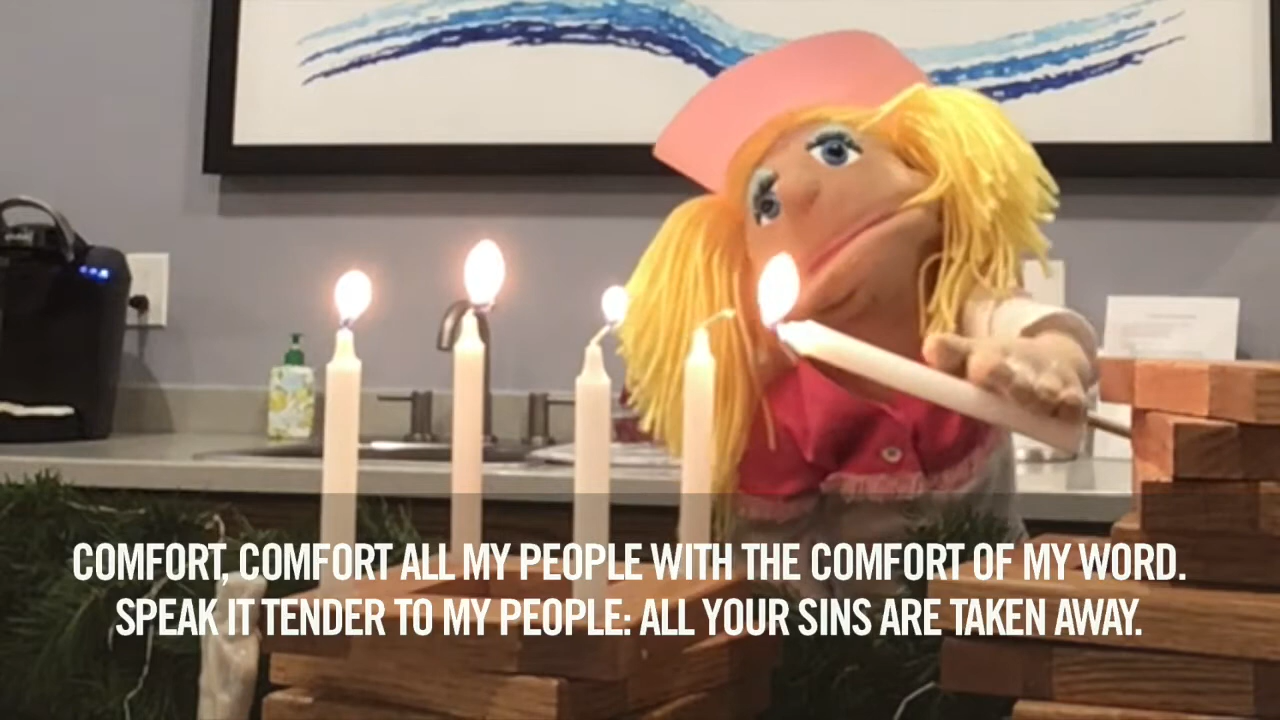 COMFORT, COMFORT ALL MY PEOPLE WITH THE COMFORT OF MY WORD.
SPEAK IT TENDER TO MY PEOPLE: ALL YOUR SINS ARE TAKEN AWAY.